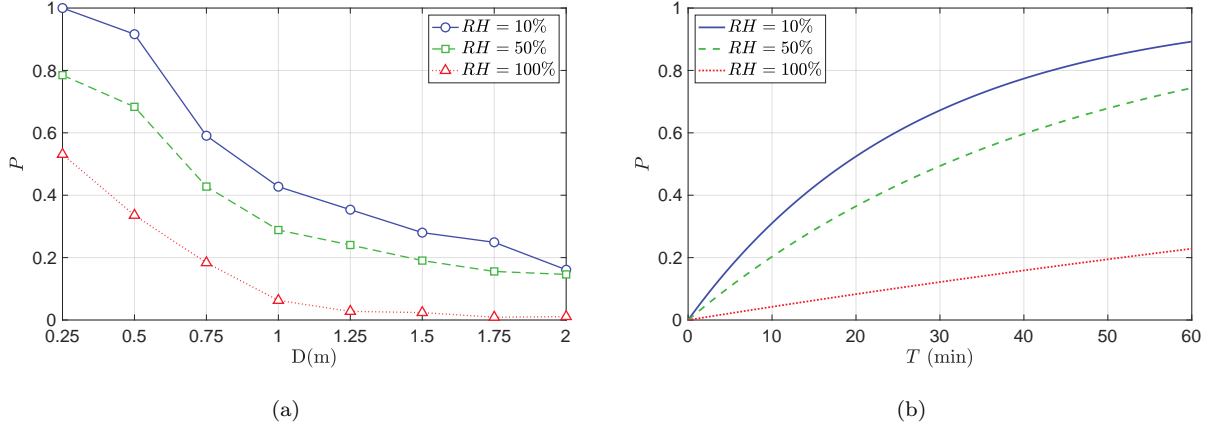 1
0.8
0.6
0.4
0.2
0
P
0.25 0.5 0.75 1 1.25 1.5 1.75 2
D(m)
RH = 10%
RH = 50%
RH = 100%
(a)
1
0.8
0.6
0.4
0.2
0
P
0 10 20 30 40 50 60
T (min)
RH = 10%
RH = 50%
RH = 100%
(b)